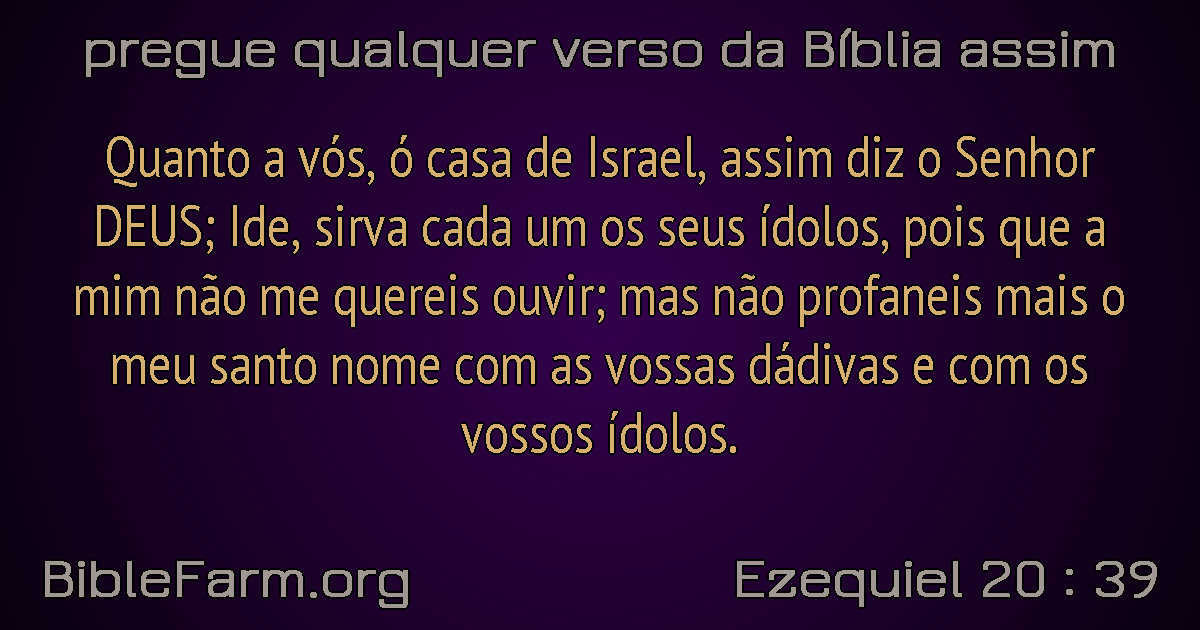 pregue qualquer verso da Bíblia assim
Quanto a vós, ó casa de Israel, assim diz o Senhor
DEUS; Ide, sirva cada um os seus ídolos, pois que a
mim não me quereis ouvir; mas não profaneis mais o
meu santo nome com as vossas dádivas e com os
vossos ídolos.
BibleFarm.org
Ezequiel 20 : 39